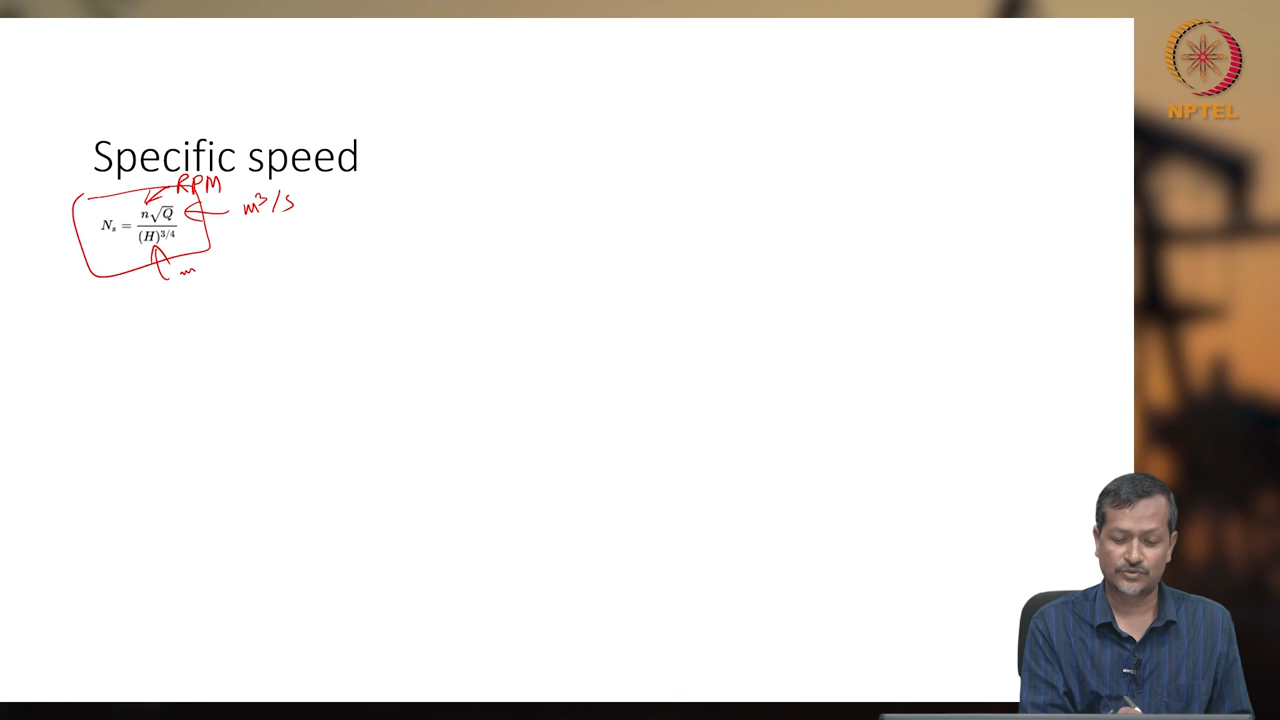 Specific speed
RPM
N_s = n√Q / (H)^{3/4}
m³/s
m
NPTEL